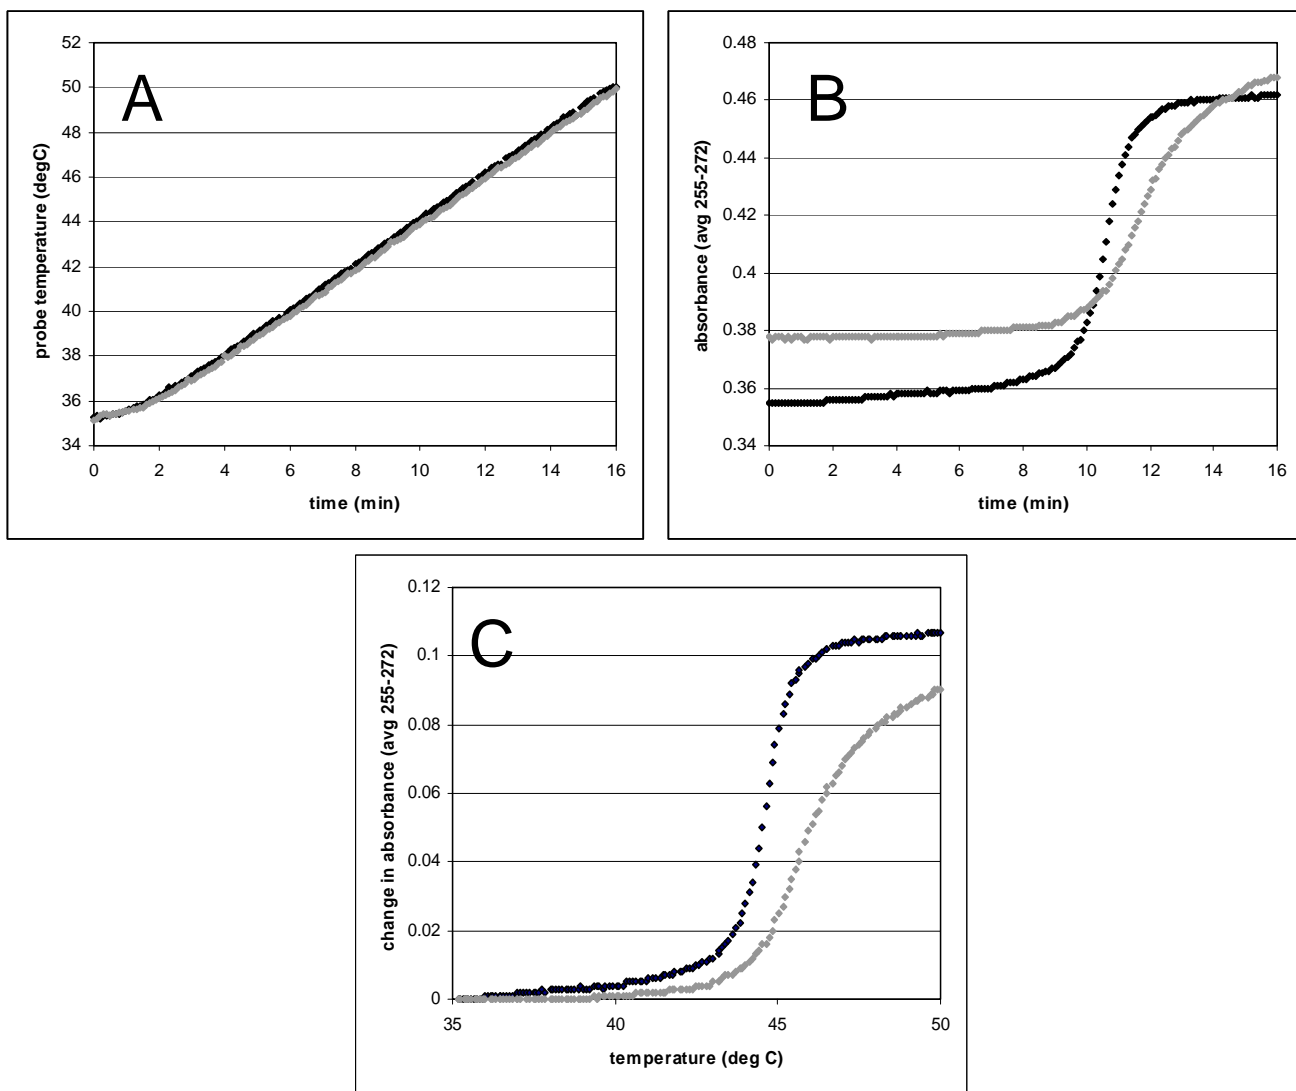 A
probe temperature (degC)
52
50
48
46
44
42
40
38
36
34
0 2 4 6 8 10 12 14 16
time (min)
B
absorbance (avg 255-272)
0.48
0.46
0.44
0.42
0.4
0.38
0.36
0.34
0 2 4 6 8 10 12 14 16
time (min)
C
change in absorbance (avg 255-272)
0.12
0.1
0.08
0.06
0.04
0.02
0
35 40 45 50
temperature (deg C)